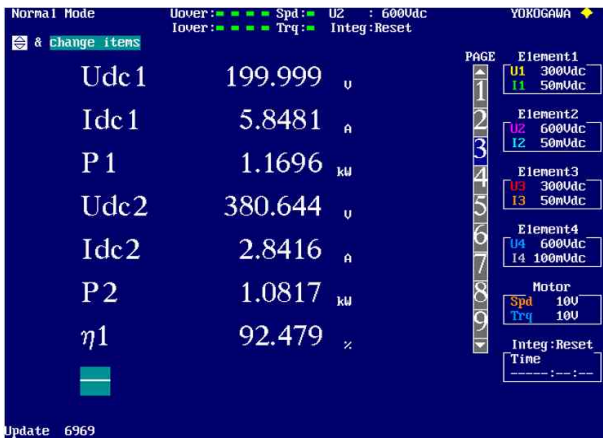 Normal Mode
Uover: Spd: U2 : 600Vdc
Iover: Trq: Integ:Reset
YOKOGAWA
& change items
Udc1 199.999 V
Idc1 5.8481 A
P1 1.1696 kW
Udc2 380.644 V
Idc2 2.8416 A
P2 1.0817 kW
η1 92.479 %
PAGE
1
2
3
4
5
6
7
8
9
Element1
U1 300Vdc
I1 50mVdc
Element2
U2 600Vdc
I2 50mVdc
Element3
U3 300Vdc
I3 50mVdc
Element4
U4 600Vdc
I4 100mVdc
Motor
Spd 10V
Trq 10V
Integ:Reset
Time
-----:--:--
Update 6969